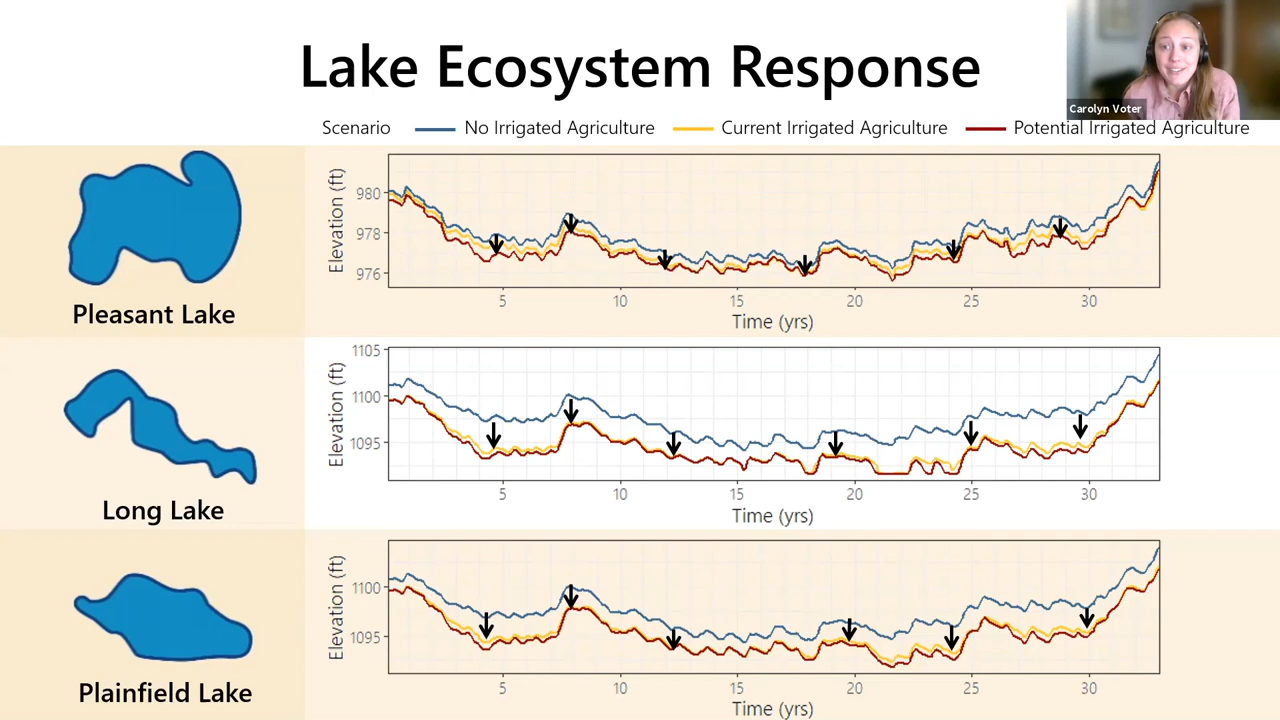 Lake Ecosystem Response
Carolyn Voter
Scenario No Irrigated Agriculture Current Irrigated Agriculture Potential Irrigated Agriculture
Elevation (ft)
980
978
976
5 10 15 20 25 30
Time (yrs)
Pleasant Lake
Elevation (ft)
1105
1100
1095
5 10 15 20 25 30
Time (yrs)
Long Lake
Elevation (ft)
1100
1095
5 10 15 20 25 30
Time (yrs)
Plainfield Lake